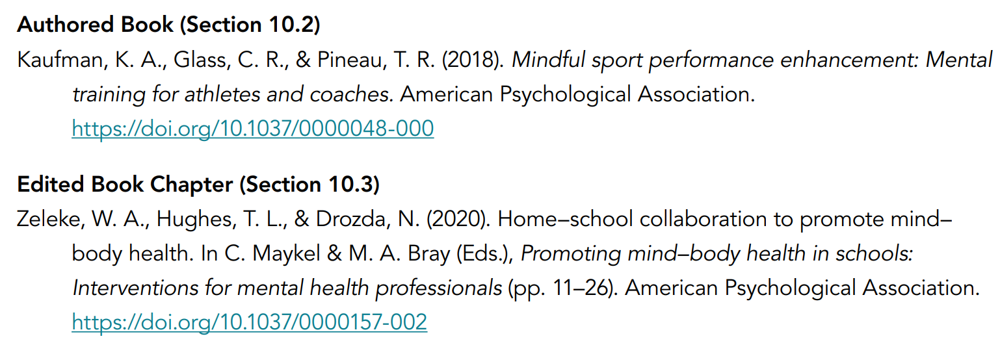 Authored Book (Section 10.2)
Kaufman, K. A., Glass, C. R., & Pineau, T. R. (2018). Mindful sport performance enhancement: Mental
training for athletes and coaches. American Psychological Association.
https://doi.org/10.1037/0000048-000
Edited Book Chapter (Section 10.3)
Zeleke, W. A., Hughes, T. L., & Drozda, N. (2020). Home–school collaboration to promote mind–
body health. In C. Maykel & M. A. Bray (Eds.), Promoting mind–body health in schools:
Interventions for mental health professionals (pp. 11–26). American Psychological Association.
https://doi.org/10.1037/0000157-002